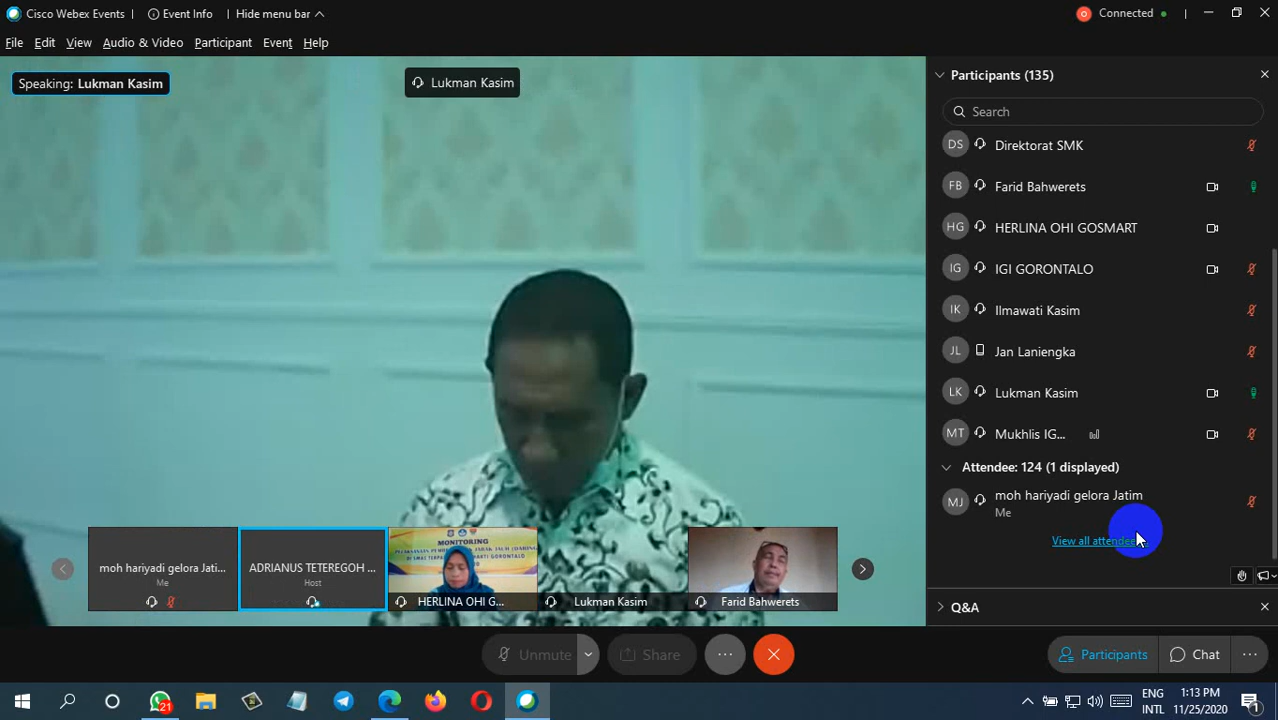 Cisco Webex Events
Event Info
Hide menu bar
Connected
File Edit View Audio & Video Participant Event Help
Speaking: Lukman Kasim
Lukman Kasim
Participants (135)
Search
DS Direktorat SMK
FB Farid Bahwerets
HG HERLINA OHI GOSMART
IG IGI GORONTALO
IK Ilmawati Kasim
JL Jan Laniengka
LK Lukman Kasim
MT Mukhlis IG...
Attendee: 124 (1 displayed)
MJ moh hariyadi gelora Jatim
Me
View all attendee
moh hariyadi gelora Jati...
Me
ADRIANUS TETEREGOH ...
Host
MONITORING
HERLINA OHI G...
Lukman Kasim
Farid Bahwerets
Q&A
Unmute
Share
Participants
Chat
21
ENG
INTL
1:13 PM
11/25/2020
1